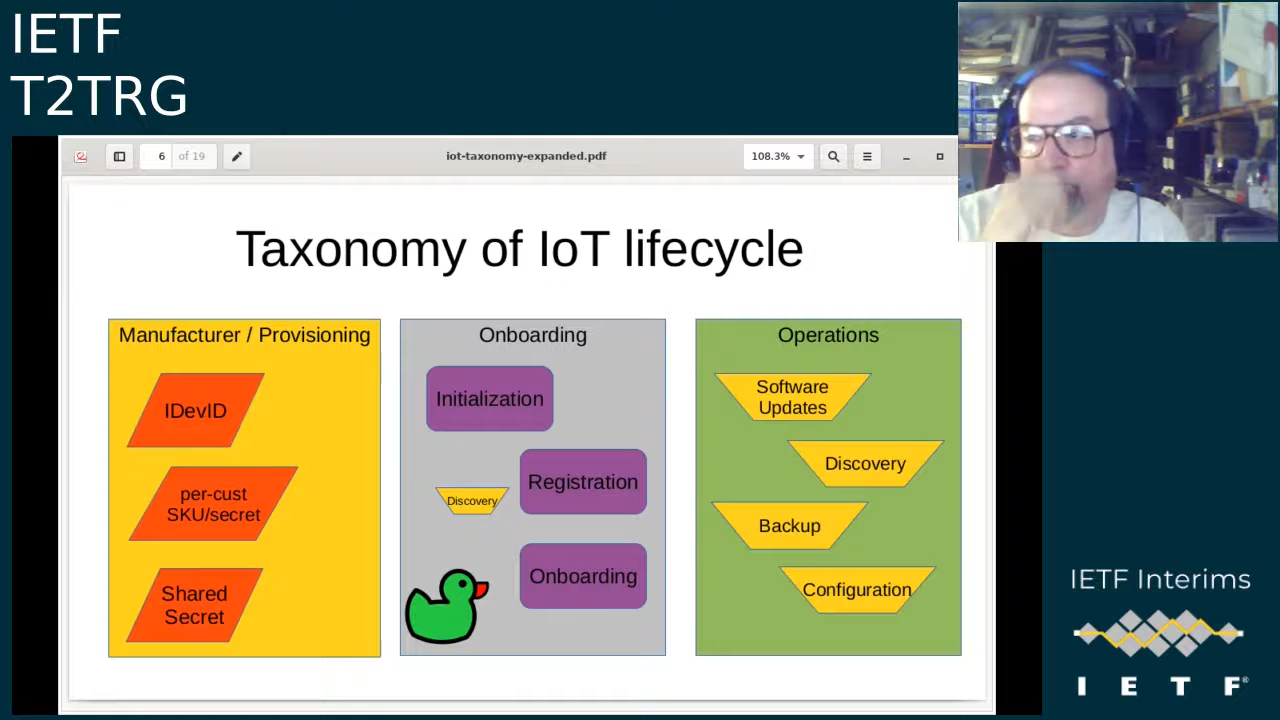 IETF
T2TRG
6 of 19
iot-taxonomy-expanded.pdf
108.3%
Taxonomy of IoT lifecycle
Manufacturer / Provisioning
IDevID
per-cust
SKU/secret
Shared
Secret
Onboarding
Initialization
Registration
Discovery
Onboarding
Operations
Software
Updates
Discovery
Backup
Configuration
IETF Interims
I E T F®